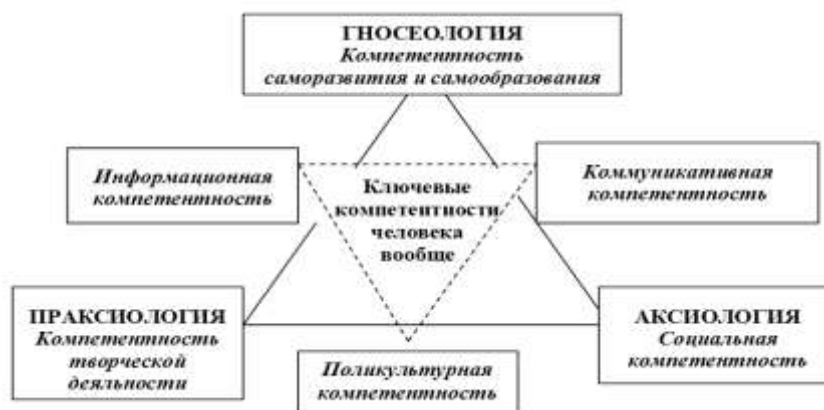 ГНОСЕОЛОГИЯ
Компетентность
саморазвития и самообразования
Информационная
компетентность
Коммуникативная
компетентность
Ключевые
компетентности
человека
вообще
ПРАКСИОЛОГИЯ
Компетентность
творческой
деяльности
АКСИОЛОГИЯ
Социальная
компетентность
Поликультурная
компетентность